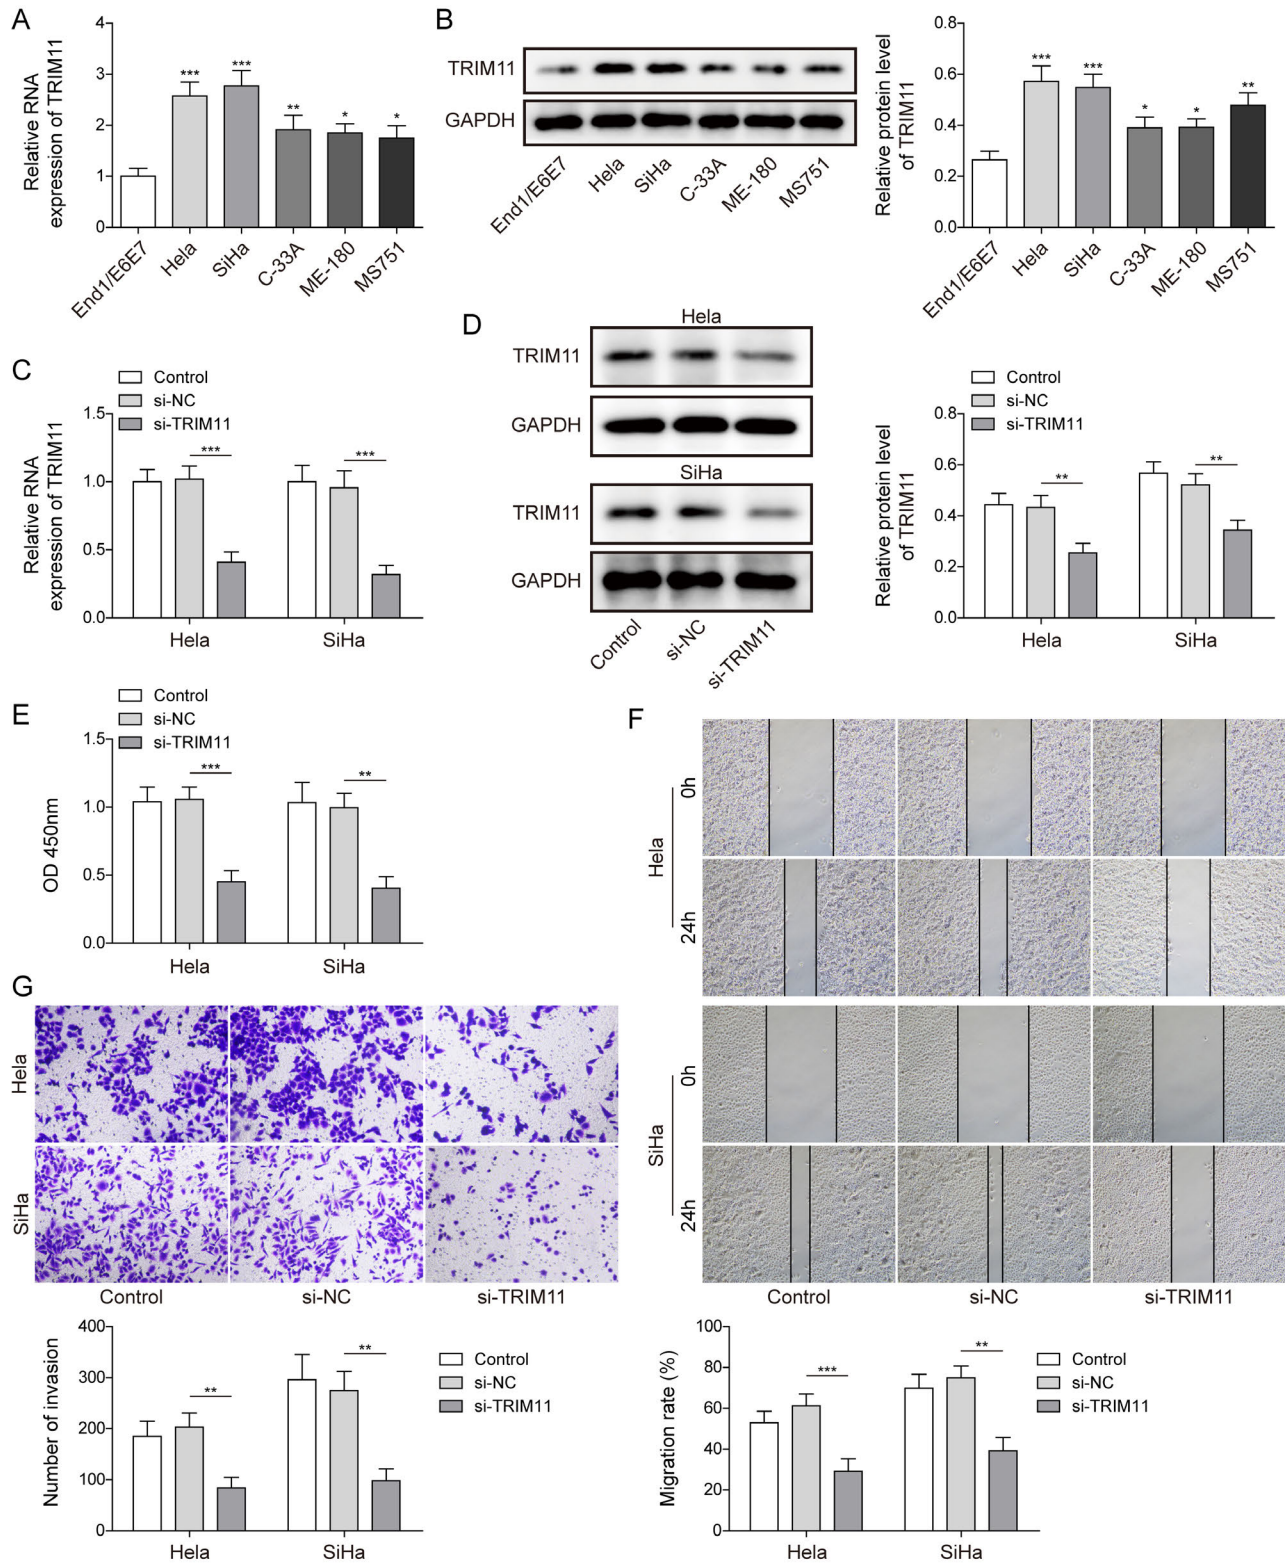 A
Relative RNA
expression of TRIM11
4
3
2
1
0
***
***
**
*
*
End1/E6E7
Hela
SiHa
C-33A
ME-180
MS751
B
TRIM11
GAPDH
End1/E6E7
Hela
SiHa
C-33A
ME-180
MS751
Relative protein level
of TRIM11
0.8
0.6
0.4
0.2
0.0
***
***
*
*
**
End1/E6E7
Hela
SiHa
C-33A
ME-180
MS751
C
Control
si-NC
si-TRIM11
Relative RNA
expression of TRIM11
1.5
1.0
0.5
0.0
***
***
Hela
SiHa
D
Hela
TRIM11
GAPDH
SiHa
TRIM11
GAPDH
Control
si-NC
si-TRIM11
Control
si-NC
si-TRIM11
Relative protein level
of TRIM11
0.8
0.6
0.4
0.2
0.0
**
**
Hela
SiHa
E
Control
si-NC
si-TRIM11
OD 450nm
1.5
1.0
0.5
0.0
***
**
Hela
SiHa
F
Hela
0h
24h
SiHa
0h
24h
Control
si-NC
si-TRIM11
Migration rate (%)
100
80
60
40
20
0
***
**
Hela
SiHa
Control
si-NC
si-TRIM11
G
Hela
SiHa
Control
si-NC
si-TRIM11
Number of invasion
400
300
200
100
0
**
**
Hela
SiHa
Control
si-NC
si-TRIM11